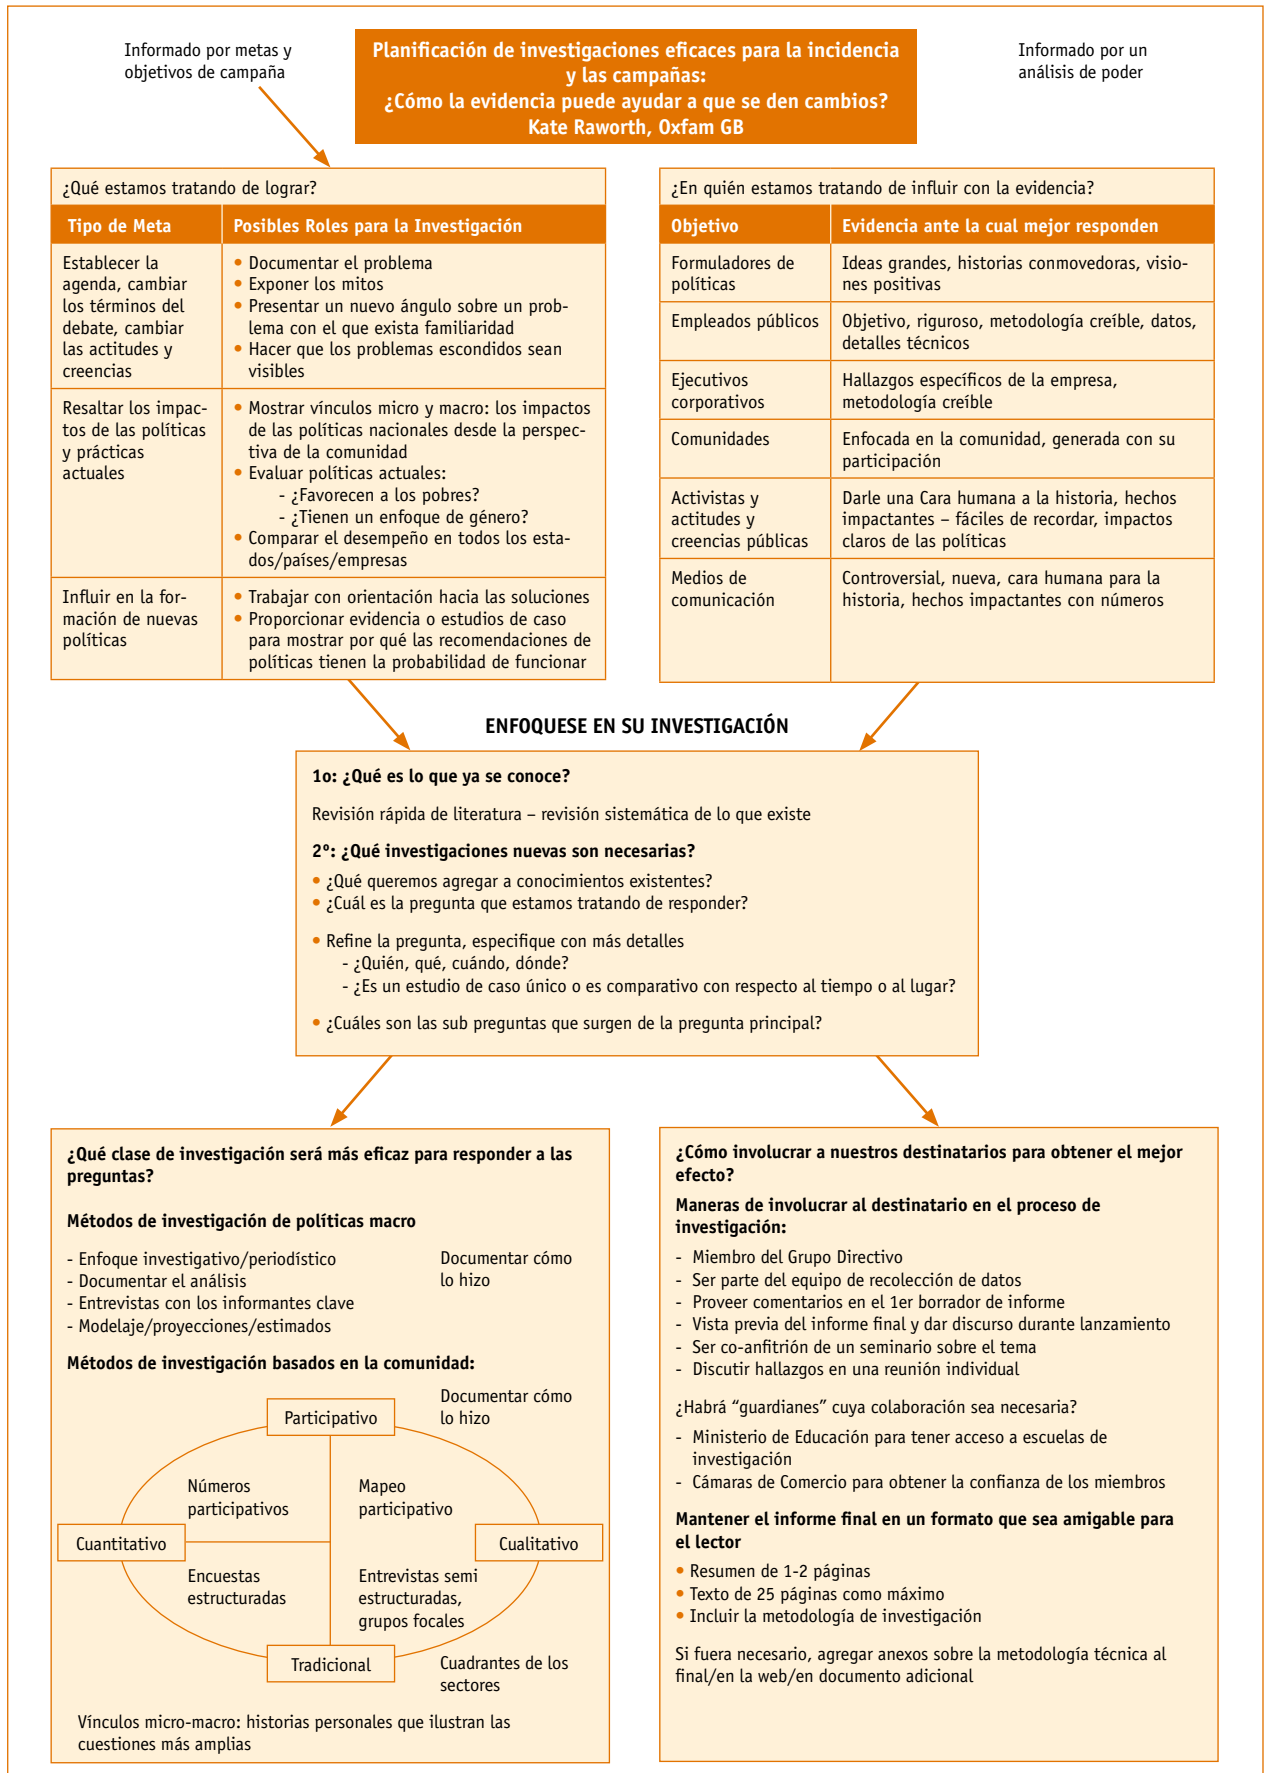 Informado por metas y
objetivos de campaña
Planificación de investigaciones eficaces para la incidencia
y las campañas:
¿Cómo la evidencia puede ayudar a que se den cambios?
Kate Raworth, Oxfam GB
Informado por un
análisis de poder
¿Qué estamos tratando de lograr?
Tipo de Meta
Posibles Roles para la Investigación
Establecer la
agenda, cambiar
los términos del
debate, cambiar
las actitudes y
creencias
• Documentar el problema
• Exponer los mitos
• Presentar un nuevo ángulo sobre un prob-
lema con el que exista familiaridad
• Hacer que los problemas escondidos sean
visibles
Resaltar los impac-
tos de las políticas
y prácticas
actuales
• Mostrar vínculos micro y macro: los impactos
de las políticas nacionales desde la perspec-
tiva de la comunidad
• Evaluar políticas actuales:
- ¿Favorecen a los pobres?
- ¿Tienen un enfoque de género?
• Comparar el desempeño en todos los esta-
dos/países/empresas
Influir en la for-
mación de nuevas
políticas
• Trabajar con orientación hacia las soluciones
• Proporcionar evidencia o estudios de caso
para mostrar por qué las recomendaciones de
políticas tienen la probabilidad de funcionar
¿En quién estamos tratando de influir con la evidencia?
Objetivo
Evidencia ante la cual mejor responden
Formuladores de
políticas
Ideas grandes, historias conmovedoras, visio-
nes positivas
Empleados públicos
Objetivo, riguroso, metodología creíble, datos,
detalles técnicos
Ejecutivos
corporativos
Hallazgos específicos de la empresa,
metodología creíble
Comunidades
Enfocada en la comunidad, generada con su
participación
Activistas y
actitudes y
creencias públicas
Darle una Cara humana a la historia, hechos
impactantes – fáciles de recordar, impactos
claros de las políticas
Medios de
comunicación
Controversial, nueva, cara humana para la
historia, hechos impactantes con números
ENFOQUESE EN SU INVESTIGACIÓN
1o: ¿Qué es lo que ya se conoce?
Revisión rápida de literatura – revisión sistemática de lo que existe
2º: ¿Qué investigaciones nuevas son necesarias?
• ¿Qué queremos agregar a conocimientos existentes?
• ¿Cuál es la pregunta que estamos tratando de responder?
• Refine la pregunta, especifique con más detalles
- ¿Quién, qué, cuándo, dónde?
- ¿Es un estudio de caso único o es comparativo con respecto al tiempo o al lugar?
• ¿Cuáles son las sub preguntas que surgen de la pregunta principal?
¿Qué clase de investigación será más eficaz para responder a las
preguntas?
Métodos de investigación de políticas macro
- Enfoque investigativo/periodístico
- Documentar el análisis
- Entrevistas con los informantes clave
- Modelaje/proyecciones/estimados
Documentar cómo
lo hizo
Métodos de investigación basados en la comunidad:
Documentar cómo
lo hizo
Participativo
Números
participativos
Mapeo
participativo
Cuantitativo
Cualitativo
Encuestas
estructuradas
Entrevistas semi
estructuradas,
grupos focales
Tradicional
Cuadrantes de los
sectores
Vínculos micro-macro: historias personales que ilustran las
cuestiones más amplias
¿Cómo involucrar a nuestros destinatarios para obtener el mejor
efecto?
Maneras de involucrar al destinatario en el proceso de
investigación:
- Miembro del Grupo Directivo
- Ser parte del equipo de recolección de datos
- Proveer comentarios en el 1er borrador de informe
- Vista previa del informe final y dar discurso durante lanzamiento
- Ser co-anfitrión de un seminario sobre el tema
- Discutir hallazgos en una reunión individual
¿Habrá “guardianes” cuya colaboración sea necesaria?
- Ministerio de Educación para tener acceso a escuelas de
investigación
- Cámaras de Comercio para obtener la confianza de los miembros
Mantener el informe final en un formato que sea amigable para
el lector
• Resumen de 1-2 páginas
• Texto de 25 páginas como máximo
• Incluir la metodología de investigación
Si fuera necesario, agregar anexos sobre la metodología técnica al
final/en la web/en documento adicional